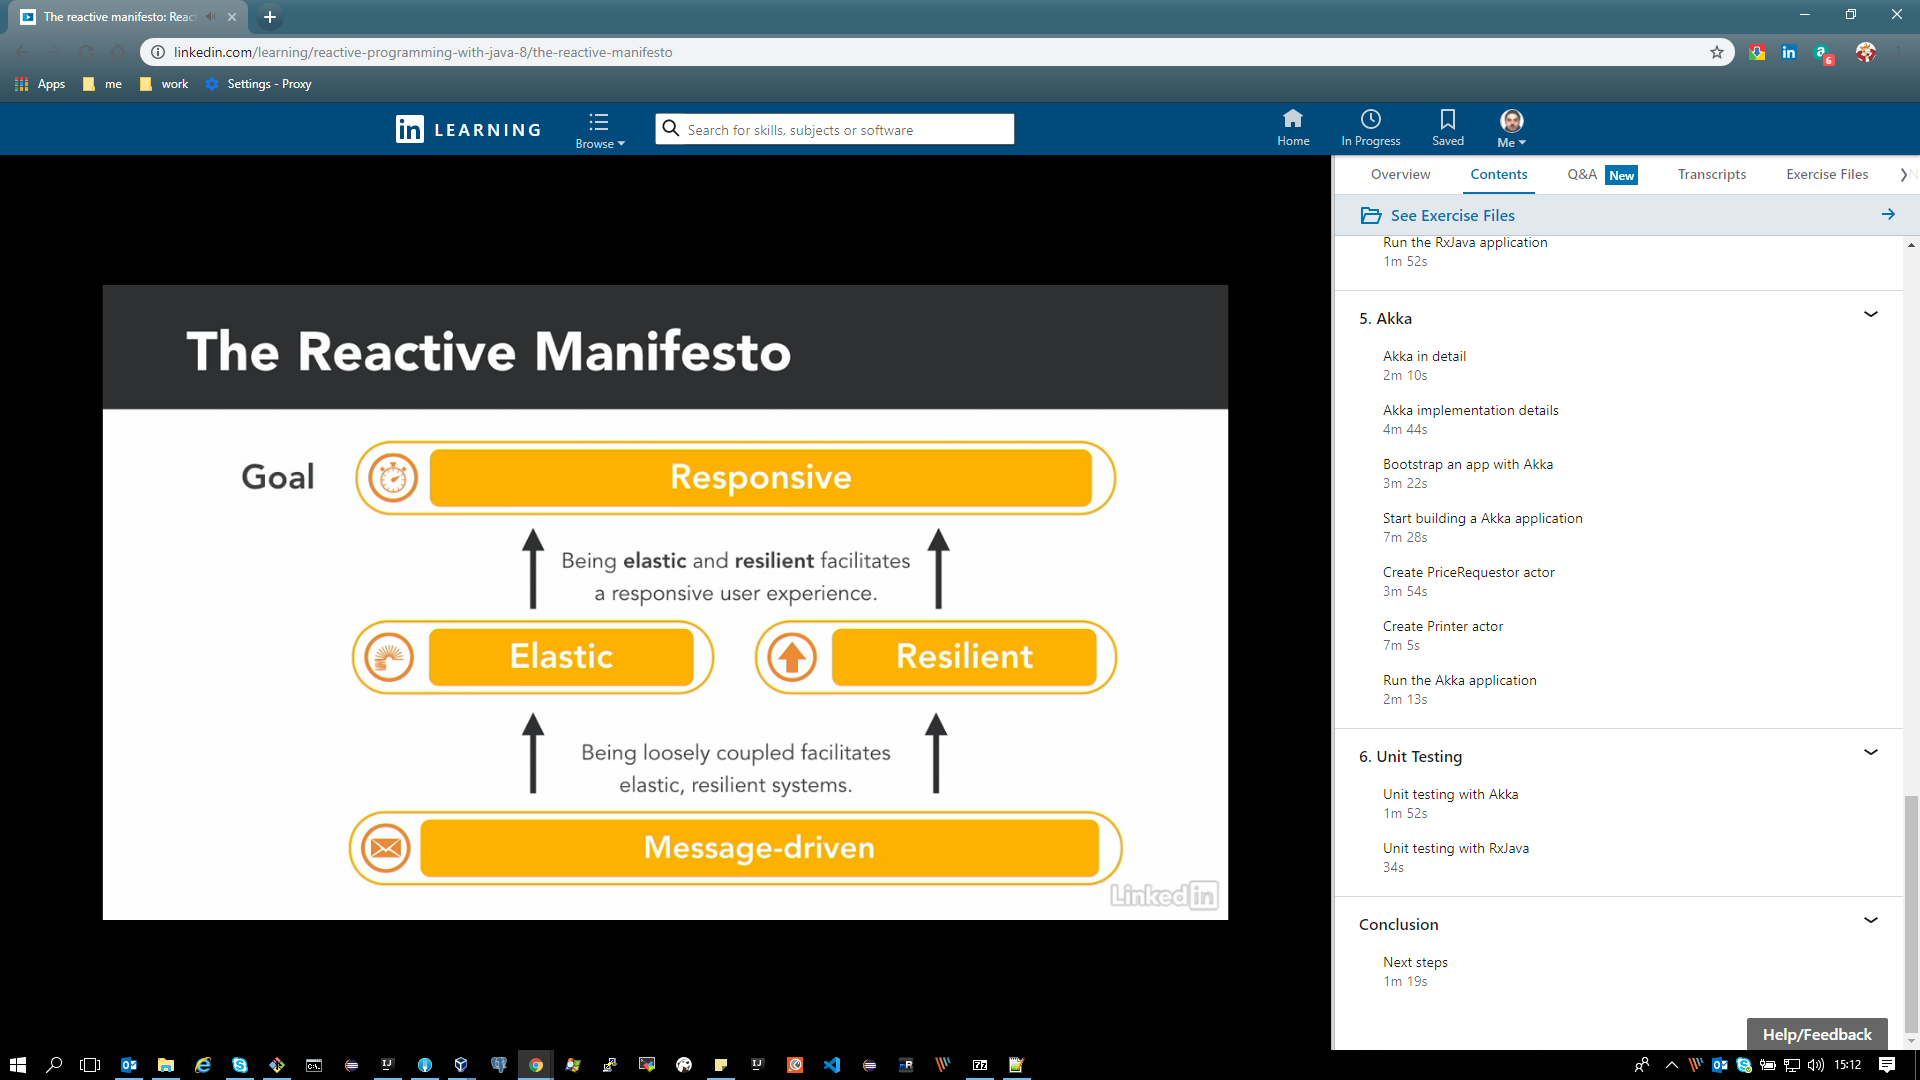 The reactive manifesto: Reac
linkedin.com/learning/reactive-programming-with-java-8/the-reactive-manifesto
6
Apps
me
work
Settings - Proxy
in LEARNING
Browse
Search for skills, subjects or software
Home
In Progress
Saved
Me
Overview
Contents
Q&A New
Transcripts
Exercise Files
See Exercise Files
Run the RxJava application
1m 52s
5. Akka
Akka in detail
2m 10s
Akka implementation details
4m 44s
Bootstrap an app with Akka
3m 22s
Start building a Akka application
7m 28s
Create PriceRequestor actor
3m 54s
Create Printer actor
7m 5s
Run the Akka application
2m 13s
6. Unit Testing
Unit testing with Akka
1m 52s
Unit testing with RxJava
34s
Conclusion
Next steps
1m 19s
Help/Feedback
The Reactive Manifesto
Goal
Responsive
Being elastic and resilient facilitates
a responsive user experience.
Elastic
Resilient
Being loosely coupled facilitates
elastic, resilient systems.
Message-driven
Linked in
15:12